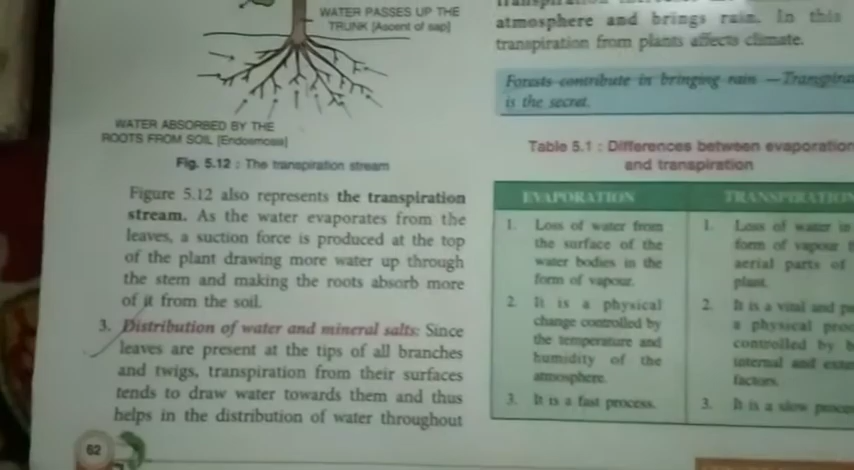 WATER PASSES UP THE
TRUNK [Ascent of sap]
WATER ABSORBED BY THE
ROOTS FROM SOIL [Endosmosis]
Fig. 5.12 : The transpiration stream
Figure 5.12 also represents the transpiration
stream. As the water evaporates from the
leaves, a suction force is produced at the top
of the plant drawing more water up through
the stem and making the roots absorb more
of it from the soil.
3. Distribution of water and mineral salts: Since
leaves are present at the tips of all branches
and twigs, transpiration from their surfaces
tends to draw water towards them and thus
helps in the distribution of water throughout
62
atmosphere and brings rain. In this
transpiration from plants affects climate.
Forests contribute in bringing rain —
is the secret.
Table 5.1 : Differences between evaporation
and transpiration
EVAPORATION
1. Loss of water from
the surface of the
water bodies in the
form of vapour.
2. It is a physical
change controlled by
the temperature and
humidity of the
atmosphere.
3. It is a fast process.
TRANSPIRATION
1. Loss of water in
form of vapour
aerial parts of
plant.
2. It is a vital and
a physical
controlled by
internal and
factors.
3. It is a slow